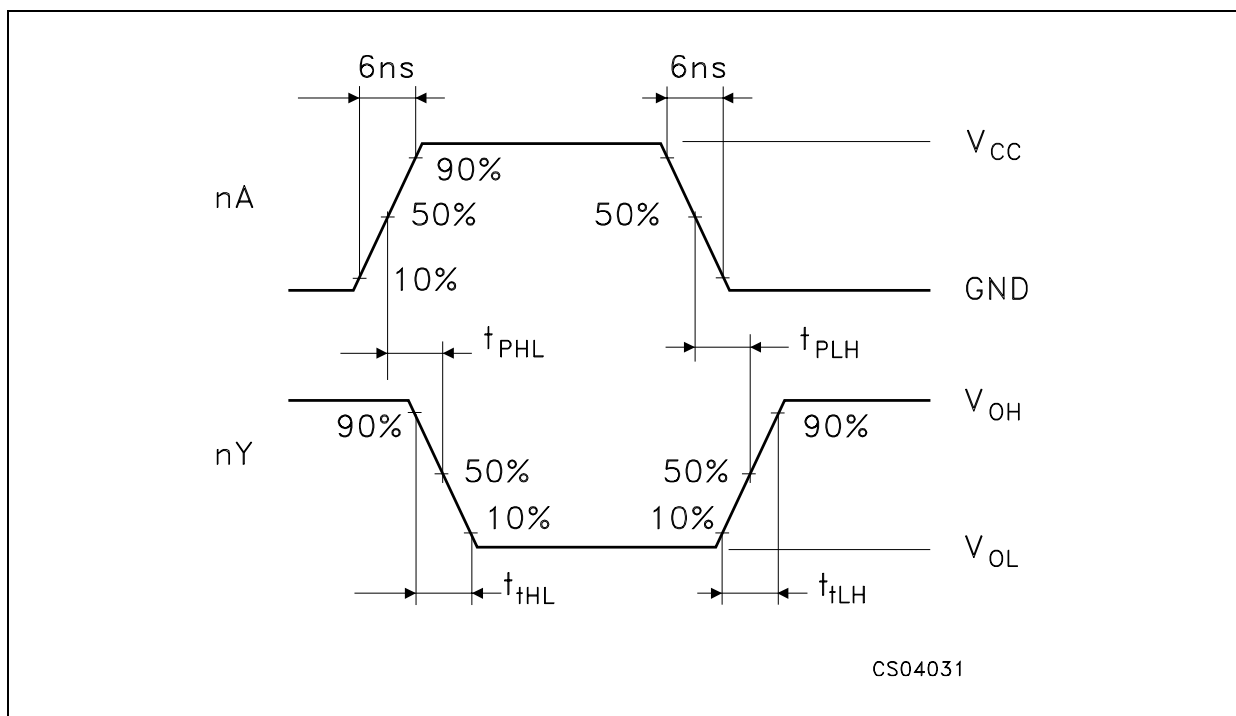 6ns 6ns
V_CC
90%
nA
50% 50%
10%
GND
t_PHL t_PLH
V_OH
90% 90%
nY
50% 50%
10% 10%
V_OL
t_tHL t_tLH
CS04031